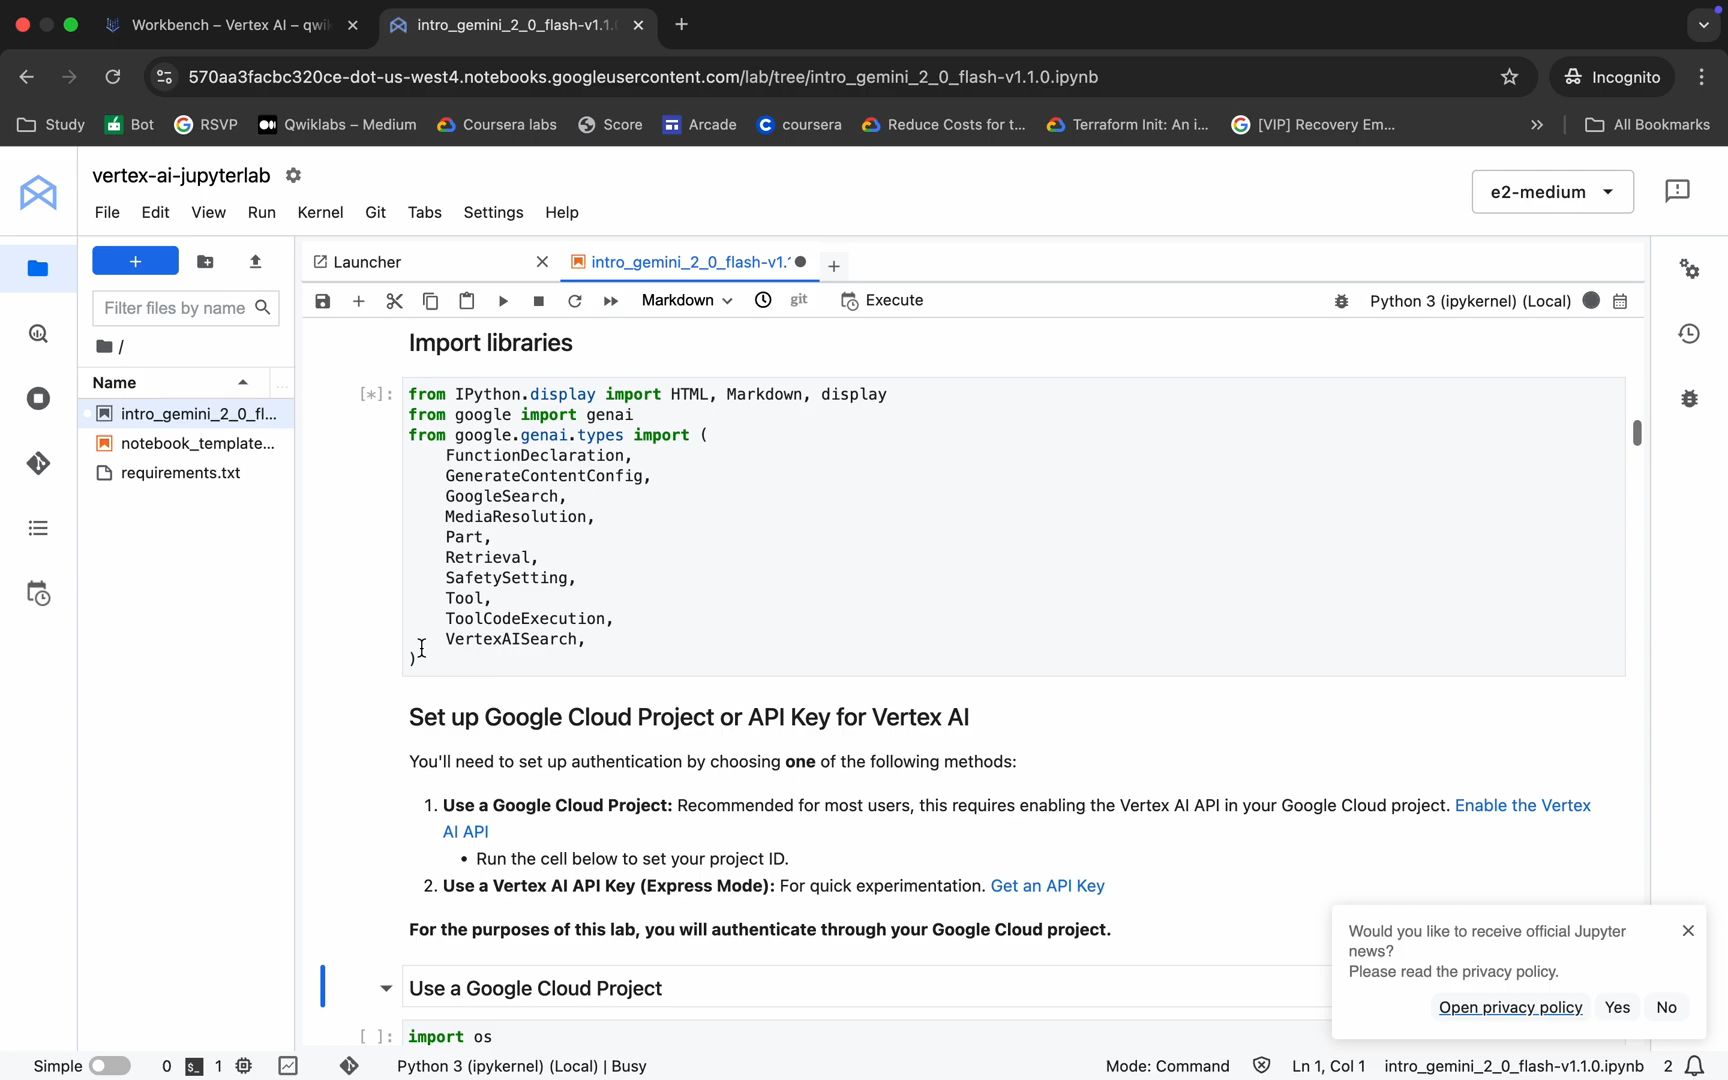 Workbench – Vertex AI – qwi
intro_gemini_2_0_flash-v1.1.0
570aa3facbc320ce-dot-us-west4.notebooks.googleusercontent.com/lab/tree/intro_gemini_2_0_flash-v1.1.0.ipynb
Incognito
Study
Bot
RSVP
Qwiklabs – Medium
Coursera labs
Score
Arcade
coursera
Reduce Costs for t...
Terraform Init: An i...
[VIP] Recovery Em...
»
All Bookmarks
vertex-ai-jupyterlab
e2-medium
File Edit View Run Kernel Git Tabs Settings Help
Launcher
intro_gemini_2_0_flash-v1.
Filter files by name
Markdown
git
Execute
Python 3 (ipykernel) (Local)
/
Name
...
intro_gemini_2_0_fl...
notebook_template...
requirements.txt
Import libraries
[*]:
from IPython.display import HTML, Markdown, display
from google import genai
from google.genai.types import (
    FunctionDeclaration,
    GenerateContentConfig,
    GoogleSearch,
    MediaResolution,
    Part,
    Retrieval,
    SafetySetting,
    Tool,
    ToolCodeExecution,
    VertexAISearch,
)
Set up Google Cloud Project or API Key for Vertex AI
You'll need to set up authentication by choosing one of the following methods:
1. Use a Google Cloud Project: Recommended for most users, this requires enabling the Vertex AI API in your Google Cloud project. Enable the Vertex
AI API
• Run the cell below to set your project ID.
2. Use a Vertex AI API Key (Express Mode): For quick experimentation. Get an API Key
For the purposes of this lab, you will authenticate through your Google Cloud project.
Use a Google Cloud Project
[ ]:
import os
Would you like to receive official Jupyter
news?
Please read the privacy policy.
Open privacy policy
Yes
No
Simple
0
1
Python 3 (ipykernel) (Local) | Busy
Mode: Command
Ln 1, Col 1
intro_gemini_2_0_flash-v1.1.0.ipynb
2